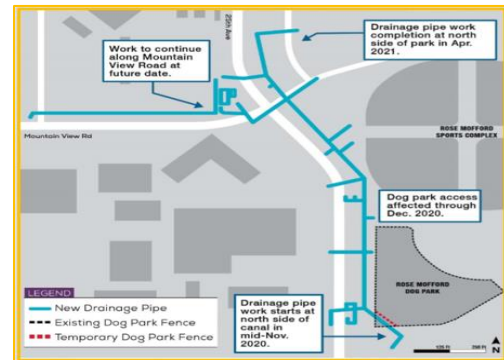 25th Ave
Drainage pipe work
completion at north
side of park in Apr.
2021.
Work to continue
along Mountain
View Road at
future date.
Mountain View Rd
ROSE MOFFORD
SPORTS COMPLEX
Dog park access
affected through
Dec. 2020.
LEGEND
New Drainage Pipe
Existing Dog Park Fence
Temporary Dog Park Fence
Drainage pipe
work starts at
north side of
canal in
mid-Nov.
2020.
ROSE MOFFORD
DOG PARK
N